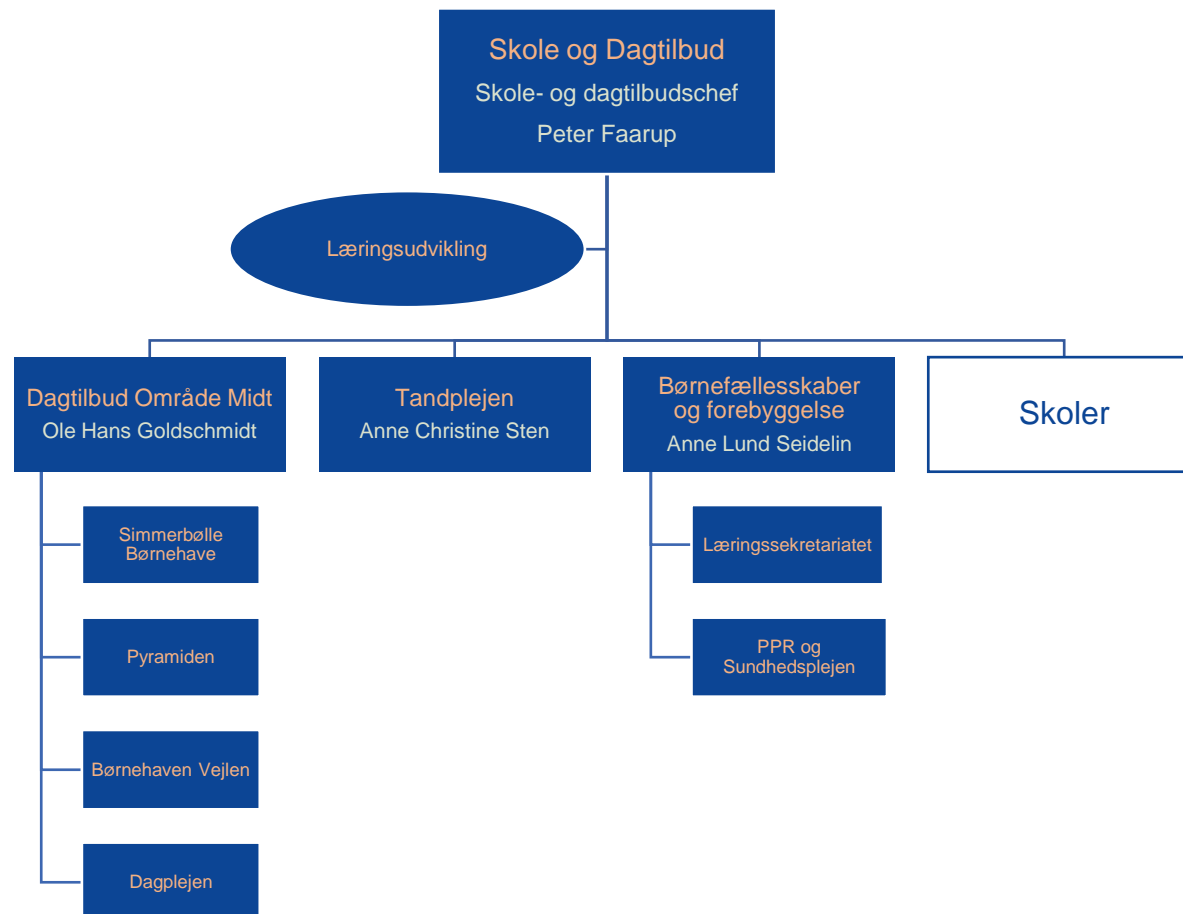 Skole og Dagtilbud
Skole- og dagtilbudschef
Peter Faarup
Læringsudvikling
Dagtilbud Område Midt
Ole Hans Goldschmidt
Tandplejen
Anne Christine Sten
Børnefællesskaber
og forebyggelse
Anne Lund Seidelin
Skoler
Simmerbølle
Børnehave
Pyramiden
Børnehaven Vejlen
Dagplejen
Læringssekretariatet
PPR og
Sundhedsplejen